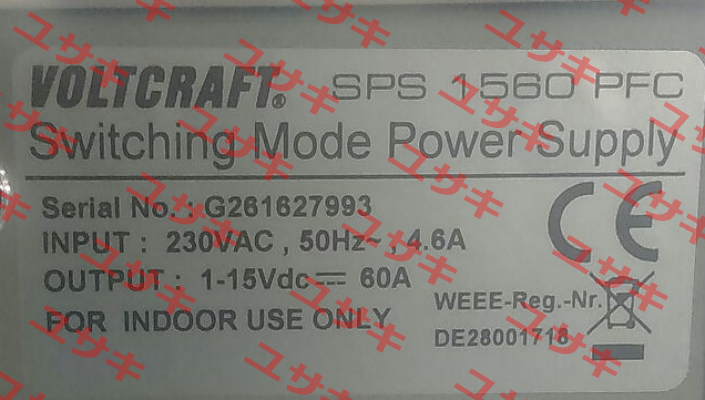 VOLTCRAFT® SPS 1560 PFC
Switching Mode Power Supply
Serial No. : G261627993
INPUT : 230VAC , 50Hz~ , 4.6A
OUTPUT : 1-15Vdc⎓ 60A
FOR INDOOR USE ONLY
CE
WEEE-Reg.-Nr.
DE28001718
ユサキ